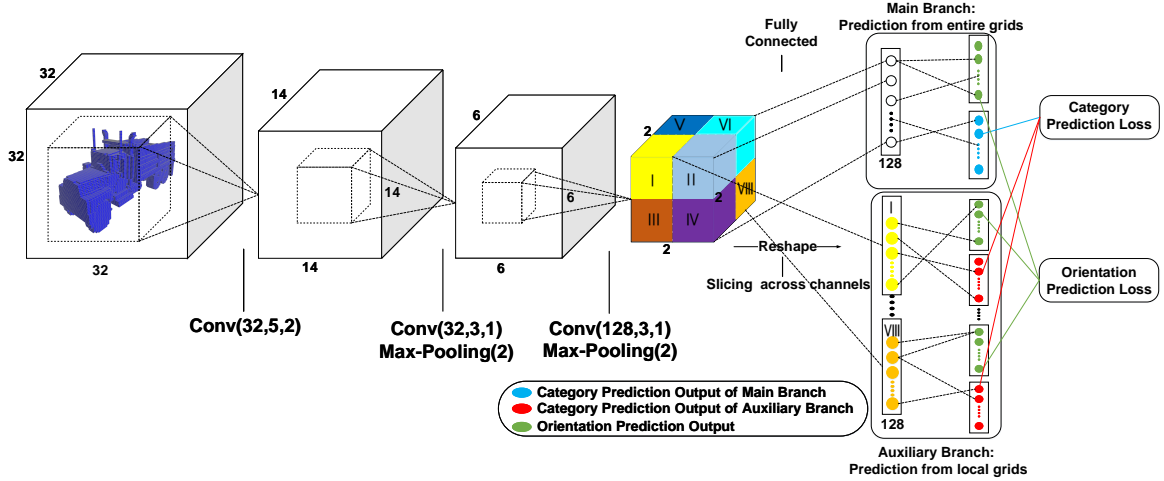 Main Branch:
Prediction from entire grids
Fully
Connected
32
32
32
14
14
14
6
6
6
2
2
2
Ⅰ
Ⅱ
Ⅲ
Ⅳ
Ⅴ
Ⅵ
Ⅷ
128
Category
Prediction Loss
Orientation
Prediction Loss
Reshape
Slicing across channels
Ⅰ
Ⅷ
128
Conv(32,5,2)
Conv(32,3,1)
Max-Pooling(2)
Conv(128,3,1)
Max-Pooling(2)
Category Prediction Output of Main Branch
Category Prediction Output of Auxiliary Branch
Orientation Prediction Output
Auxiliary Branch:
Prediction from local grids